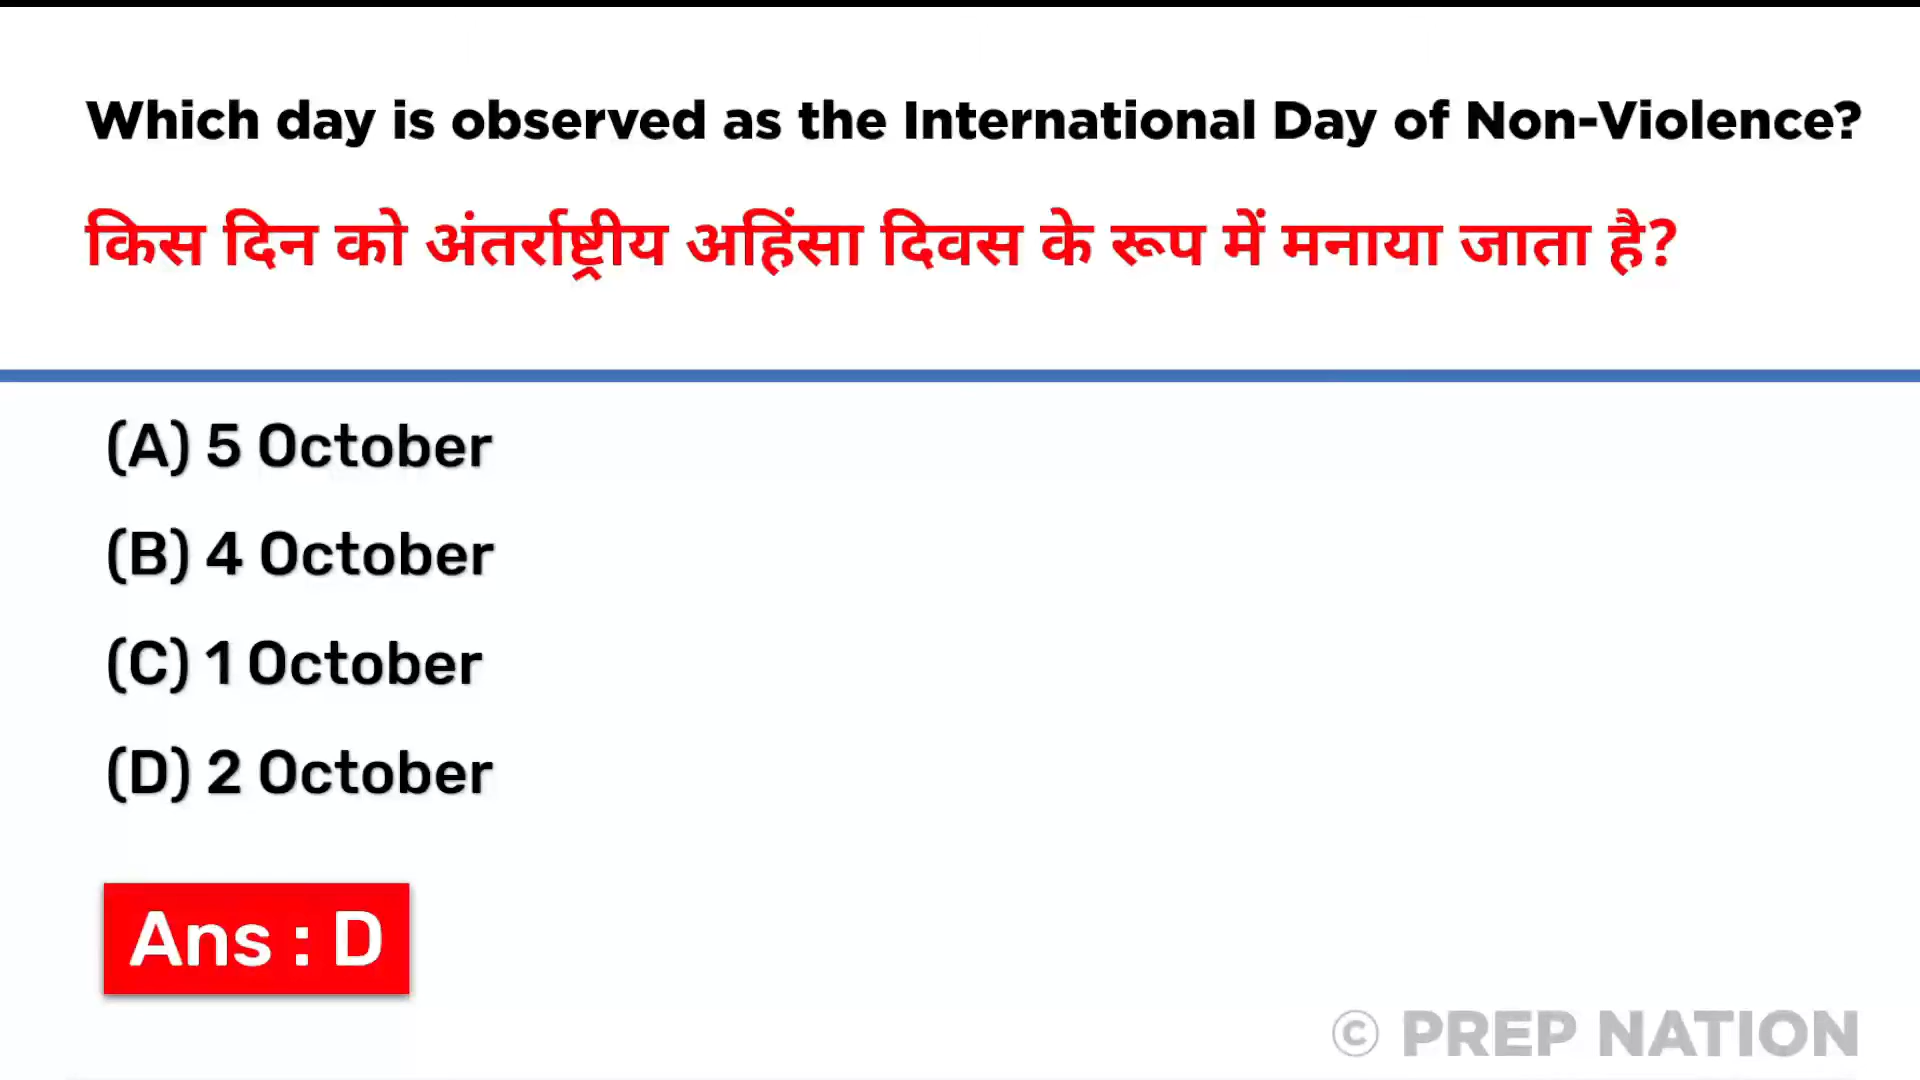 Which day is observed as the International Day of Non-Violence?
किस दिन को अंतर्राष्ट्रीय अहिंसा दिवस के रूप में मनाया जाता है?
(A) 5 October
(B) 4 October
(C) 1 October
(D) 2 October
Ans : D
© PREP NATION